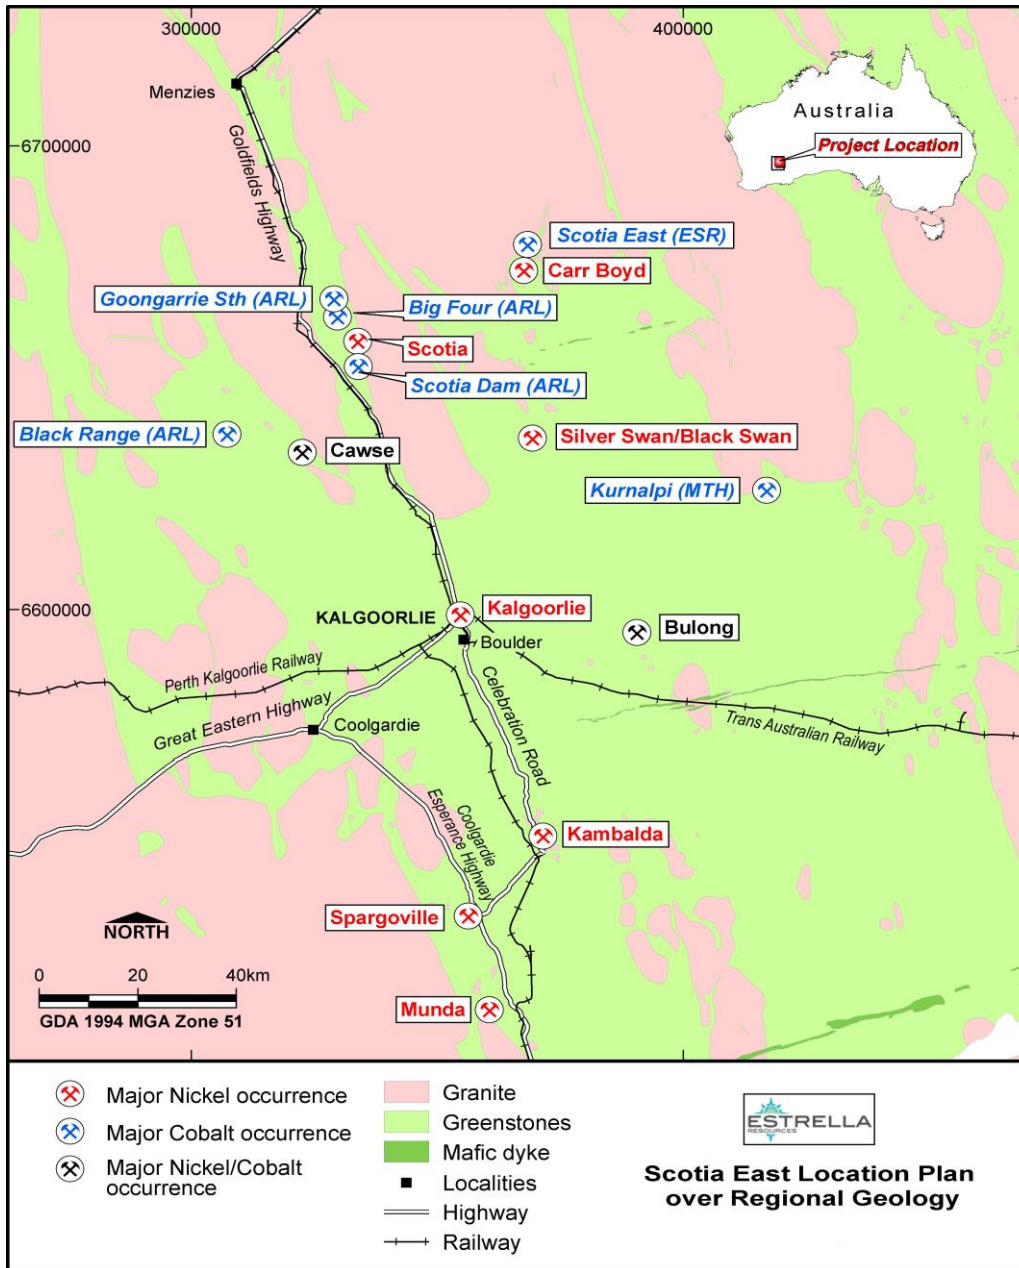 300000
400000
Menzies
Australia
Goldfields Highway
6700000
Project Location
Scotia East (ESR)
Carr Boyd
Goongarrie Sth (ARL)
Big Four (ARL)
Scotia
Scotia Dam (ARL)
Black Range (ARL)
Cawse
Silver Swan/Black Swan
Kurnalpi (MTH)
6600000
KALGOORLIE
Kalgoorlie
Bulong
Boulder
Perth Kalgoorlie Railway
Great Eastern Highway
Coolgardie
Celebration Road
Trans Australian Railway
Coolgardie
Esperance Highway
Kambalda
Spargoville
NORTH
0 20 40km
GDA 1994 MGA Zone 51
Munda
Major Nickel occurrence
Major Cobalt occurrence
Major Nickel/Cobalt
occurrence
Granite
Greenstones
Mafic dyke
Localities
Highway
Railway
ESTRELLA
RESOURCES
Scotia East Location Plan
over Regional Geology